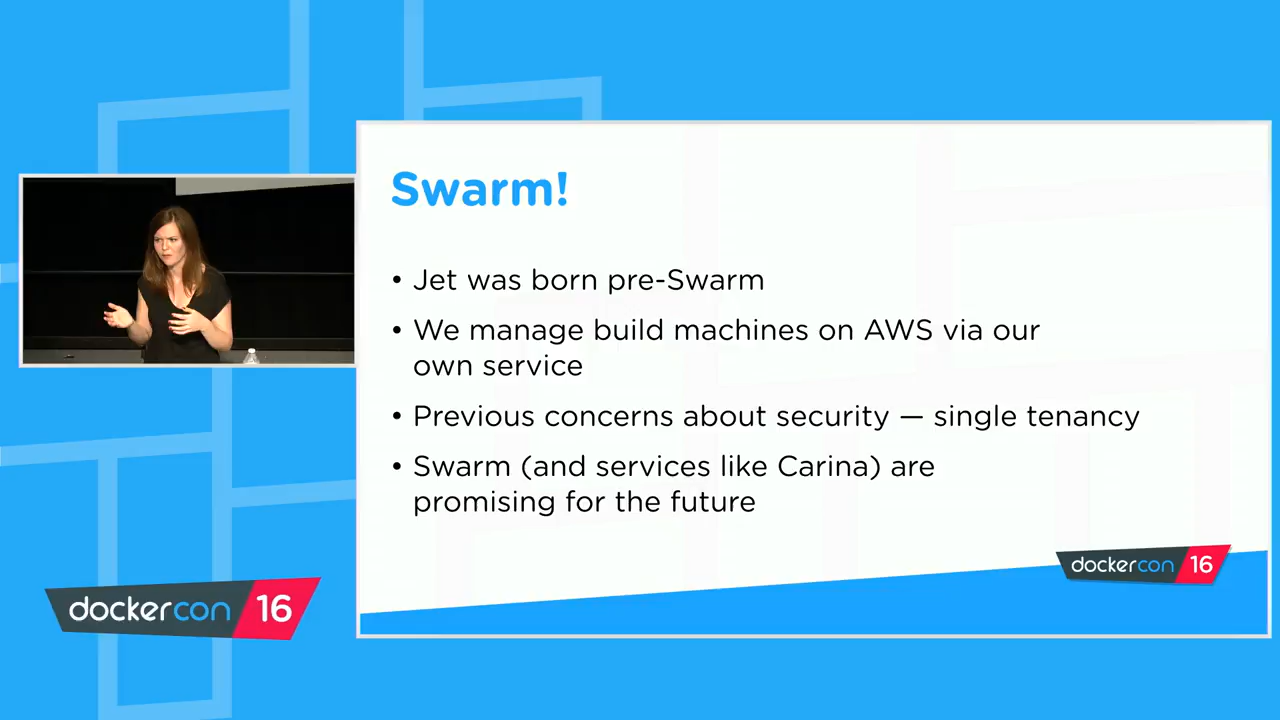 Swarm!
• Jet was born pre-Swarm
• We manage build machines on AWS via our
own service
• Previous concerns about security — single tenancy
• Swarm (and services like Carina) are
promising for the future
dockercon 16
dockercon 16